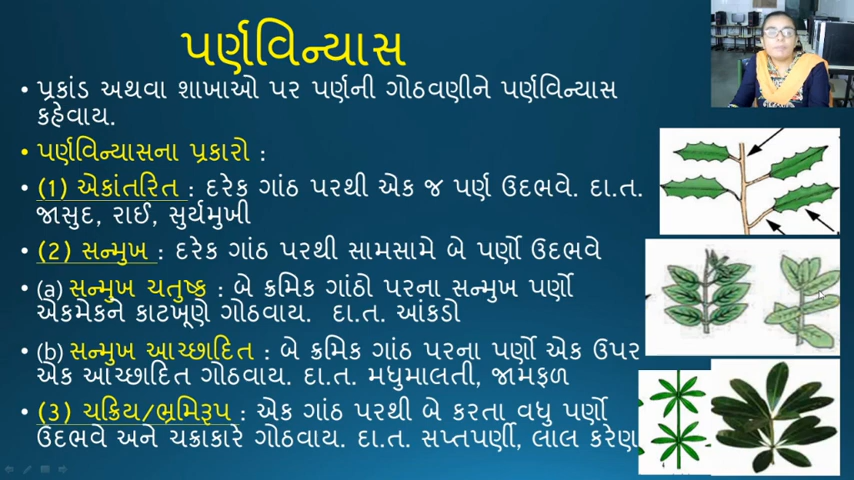 પર્ણવિન્યાસ
• પ્રકાંડ અથવા શાખાઓ પર પર્ણની ગોઠવણીને પર્ણવિન્યાસ
કહેવાય.
• પર્ણવિન્યાસના પ્રકારો :
• (1) એકાંતરિત : દરેક ગાંઠ પરથી એક જ પર્ણ ઉદભવે. દા.ત.
જાસુદ, રાઈ, સુર્યમુખી
• (2) સન્મુખ : દરેક ગાંઠ પરથી સામસામે બે પર્ણો ઉદભવે
• (a) સન્મુખ ચતુષ્ક : બે ક્રમિક ગાંઠો પરના સન્મુખ પર્ણો
એકમેકને કાટખૂણે ગોઠવાય. દા.ત. આંકડો
• (b) સન્મુખ આચ્છાદિત : બે ક્રમિક ગાંઠ પરના પર્ણો એક ઉપર
એક આચ્છાદિત ગોઠવાય. દા.ત. મધુમાલતી, જામફળ
• (3) ચક્રિય/ભ્રમિરૂપ : એક ગાંઠ પરથી બે કરતા વધુ પર્ણો
ઉદભવે અને ચક્રાકારે ગોઠવાય. દા.ત. સપ્તપર્ણી, લાલ કરેણ